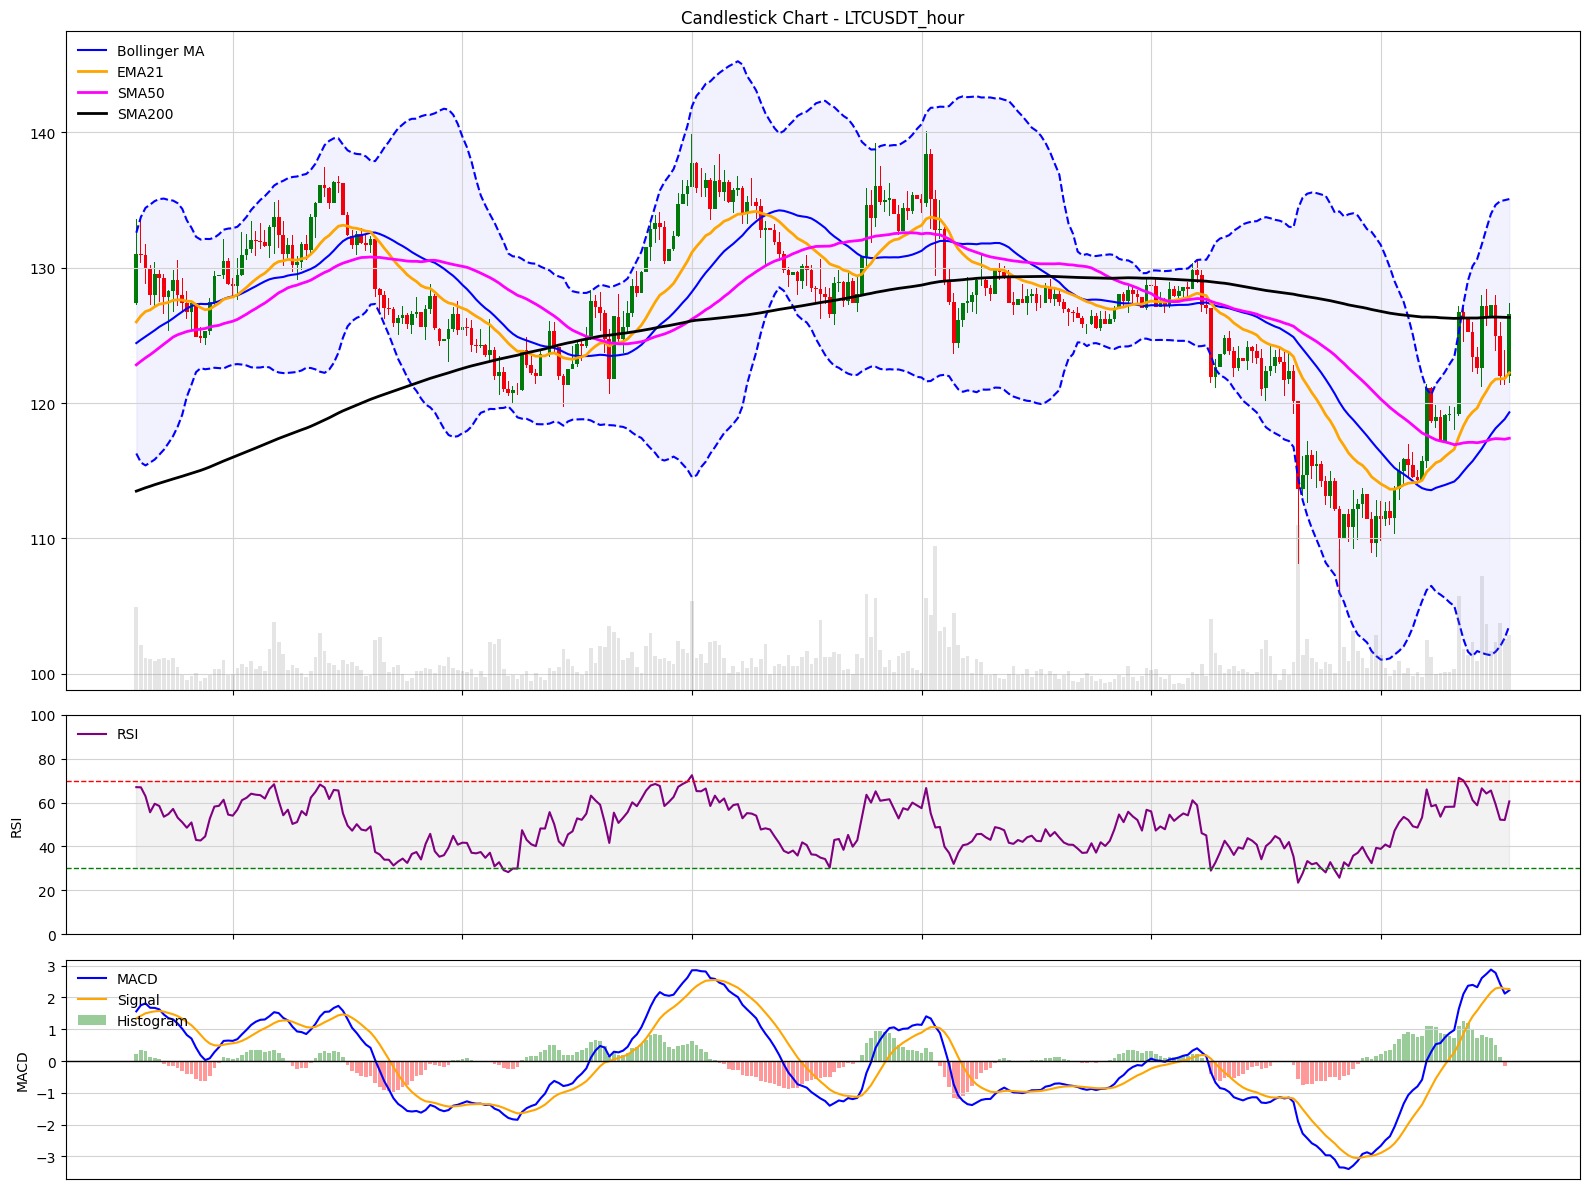 Candlestick Chart - LTCUSDT_hour
Bollinger MA
EMA21
SMA50
SMA200
140
130
120
110
100
RSI
100
80
60
40
20
0
RSI
MACD
Signal
Histogram
3
2
1
0
−1
−2
−3
MACD